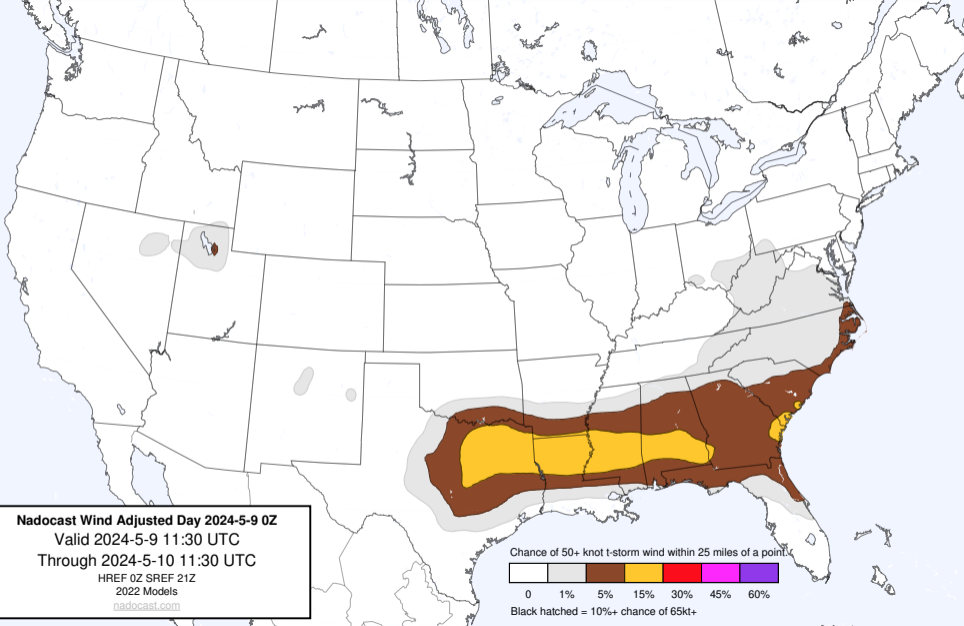 Nadocast Wind Adjusted Day 2024-5-9 0Z
Valid 2024-5-9 11:30 UTC
Through 2024-5-10 11:30 UTC
HREF 0Z SREF 21Z
2022 Models
nadocast.com
Chance of 50+ knot t-storm wind within 25 miles of a point.
0 1% 5% 15% 30% 45% 60%
Black hatched = 10%+ chance of 65kt+